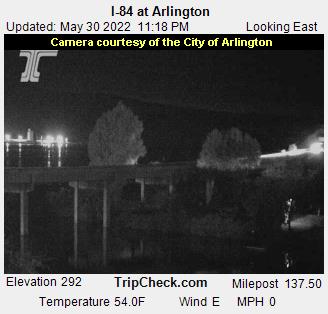 I-84 at Arlington
Updated: May 30 2022 11:18 PM Looking East
Camera courtesy of the City of Arlington
Elevation 292 TripCheck.com Milepost 137.50
Temperature 54.0F Wind E MPH 0